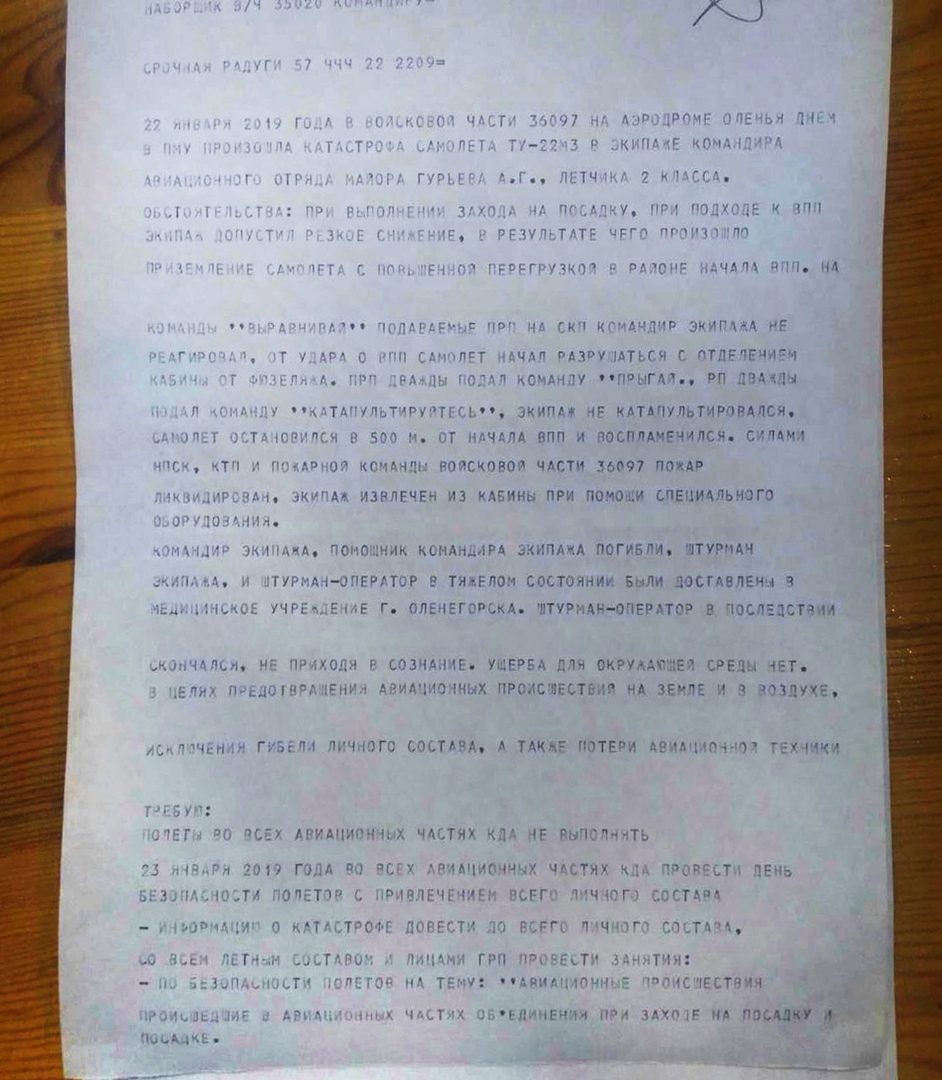 НАБОРЩИК В/Ч 35020 КОМАНДИРУ=
СРОЧНАЯ РАДУГИ 57 ЧЧЧ 22 2209=
22 ЯНВАРЯ 2019 ГОДА В ВОЙСКОВОЙ ЧАСТИ 36097 НА АЭРОДРОМЕ ОЛЕНЬЯ ДНЕМ
В ПМУ ПРОИЗОШЛА КАТАСТРОФА САМОЛЕТА ТУ-22М3 В ЭКИПАЖЕ КОМАНДИРА
АВИАЦИОННОГО ОТРЯДА МАЙОРА ГУРЬЕВА А.Г., ЛЕТЧИКА 2 КЛАССА.
ОБСТОЯТЕЛЬСТВА: ПРИ ВЫПОЛНЕНИИ ЗАХОДА НА ПОСАДКУ, ПРИ ПОДХОДЕ К ВПП
ЭКИПАЖ ДОПУСТИЛ РЕЗКОЕ СНИЖЕНИЕ, В РЕЗУЛЬТАТЕ ЧЕГО ПРОИЗОШЛО
ПРИЗЕМЛЕНИЕ САМОЛЕТА С ПОВЫШЕННОЙ ПЕРЕГРУЗКОЙ В РАЙОНЕ НАЧАЛА ВПП. НА
КОМАНДЫ ''ВЫРАВНИВАЙ'' ПОДАВАЕМЫЕ ПРП НА СКП КОМАНДИР ЭКИПАЖА НЕ
РЕАГИРОВАЛ, ОТ УДАРА О ВПП САМОЛЕТ НАЧАЛ РАЗРУШАТЬСЯ С ОТДЕЛЕНИЕМ
КАБИНЫ ОТ ФЮЗЕЛЯЖА. ПРП ДВАЖДЫ ПОДАЛ КОМАНДУ ''ПРЫГАЙ., РП ДВАЖДЫ
ПОДАЛ КОМАНДУ ''КАТАПУЛЬТИРУЙТЕСЬ'', ЭКИПАЖ НЕ КАТАПУЛЬТИРОВАЛСЯ,
САМОЛЕТ ОСТАНОВИЛСЯ В 500 М. ОТ НАЧАЛА ВПП И ВОСПЛАМЕНИЛСЯ. СИЛАМИ
НПСК, КТП И ПОЖАРНОЙ КОМАНДЫ ВОЙСКОВОЙ ЧАСТИ 36097 ПОЖАР
ЛИКВИДИРОВАН, ЭКИПАЖ ИЗВЛЕЧЕН ИЗ КАБИНЫ ПРИ ПОМОЩИ СПЕЦИАЛЬНОГО
ОБОРУДОВАНИЯ.
КОМАНДИР ЭКИПАЖА, ПОМОЩНИК КОМАНДИРА ЭКИПАЖА ПОГИБЛИ, ШТУРМАН
ЭКИПАЖА, И ШТУРМАН-ОПЕРАТОР В ТЯЖЕЛОМ СОСТОЯНИИ БЫЛИ ДОСТАВЛЕНЫ В
МЕДИЦИНСКОЕ УЧРЕЖДЕНИЕ Г. ОЛЕНЕГОРСКА. ШТУРМАН-ОПЕРАТОР В ПОСЛЕДСТВИИ
СКОНЧАЛСЯ, НЕ ПРИХОДЯ В СОЗНАНИЕ. УЩЕРБА ДЛЯ ОКРУЖАЮЩЕЙ СРЕДЫ НЕТ.
В ЦЕЛЯХ ПРЕДОТВРАЩЕНИЯ АВИАЦИОННЫХ ПРОИСШЕСТВИЙ НА ЗЕМЛЕ И В ВОЗДУХЕ,
ИСКЛЮЧЕНИЯ ГИБЕЛИ ЛИЧНОГО СОСТАВА, А ТАКЖЕ ПОТЕРИ АВИАЦИОННОЙ ТЕХНИКИ
ТРЕБУЮ:
ПОЛЕТЫ ВО ВСЕХ АВИАЦИОННЫХ ЧАСТЯХ КДА НЕ ВЫПОЛНЯТЬ
23 ЯНВАРЯ 2019 ГОДА ВО ВСЕХ АВИАЦИОННЫХ ЧАСТЯХ КДА ПРОВЕСТИ ДЕНЬ
БЕЗОПАСНОСТИ ПОЛЕТОВ С ПРИВЛЕЧЕНИЕМ ВСЕГО ЛИЧНОГО СОСТАВА
- ИНФОРМАЦИЮ О КАТАСТРОФЕ ДОВЕСТИ ДО ВСЕГО ЛИЧНОГО СОСТАВА,
СО ВСЕМ ЛЕТНЫМ СОСТАВОМ И ЛИЦАМИ ГРП ПРОВЕСТИ ЗАНЯТИЯ:
- ПО БЕЗОПАСНОСТИ ПОЛЕТОВ НА ТЕМУ: ''АВИАЦИОННЫЕ ПРОИСШЕСТВИЯ
ПРОИСШЕДШИЕ В АВИАЦИОННЫХ ЧАСТЯХ ОБ'ЕДИНЕНИЯ ПРИ ЗАХОДЕ НА ПОСАДКУ И
ПОСАДКЕ.